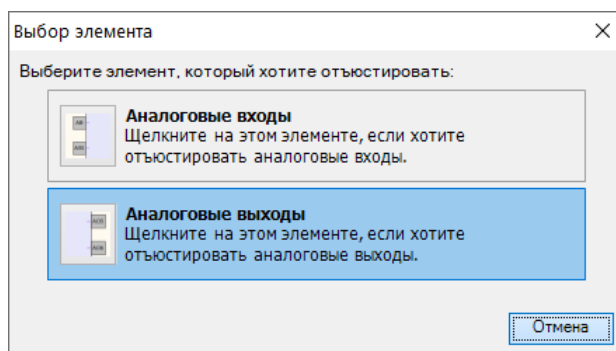 Выбор элемента
Выберите элемент, который хотите отъюстировать:
Аналоговые входы
Щелкните на этом элементе, если хотите
отъюстировать аналоговые входы.
Аналоговые выходы
Щелкните на этом элементе, если хотите
отъюстировать аналоговые выходы.
Отмена